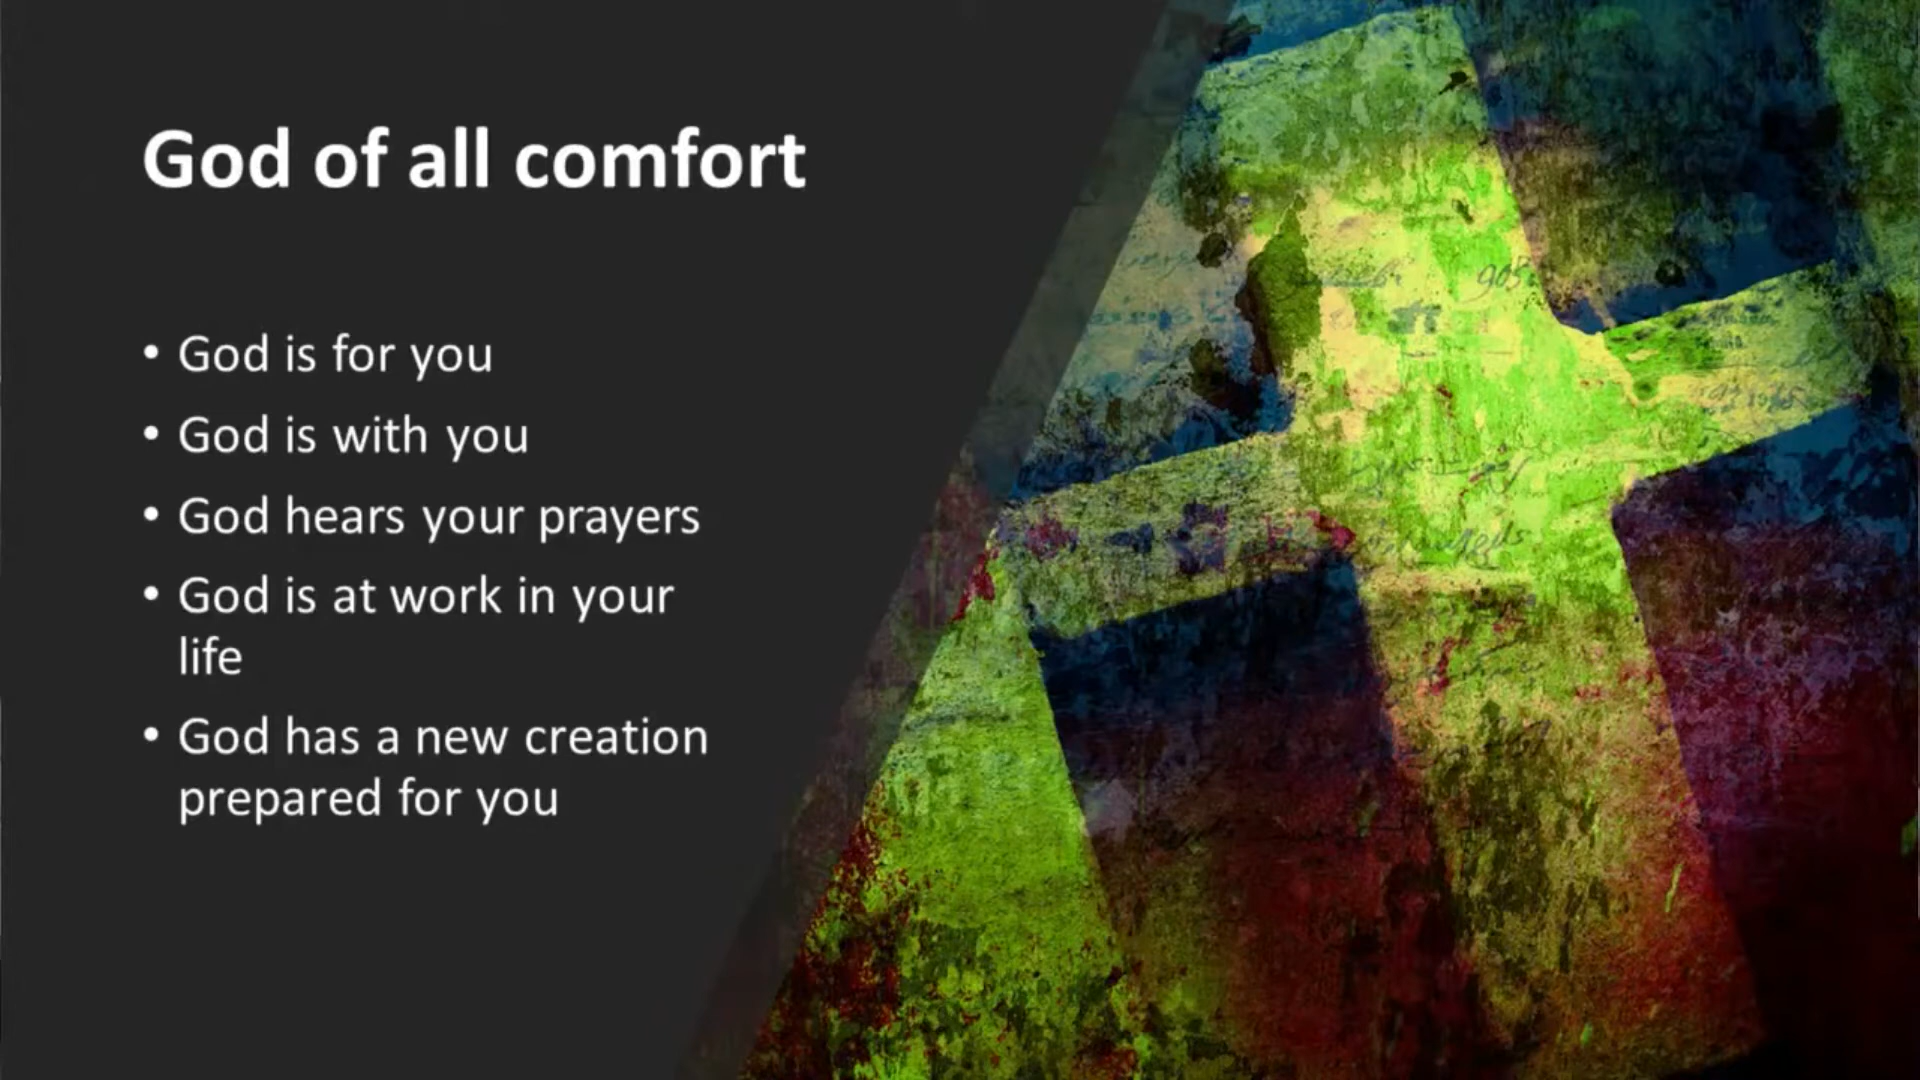 God of all comfort
• God is for you
• God is with you
• God hears your prayers
• God is at work in your
life
• God has a new creation
prepared for you